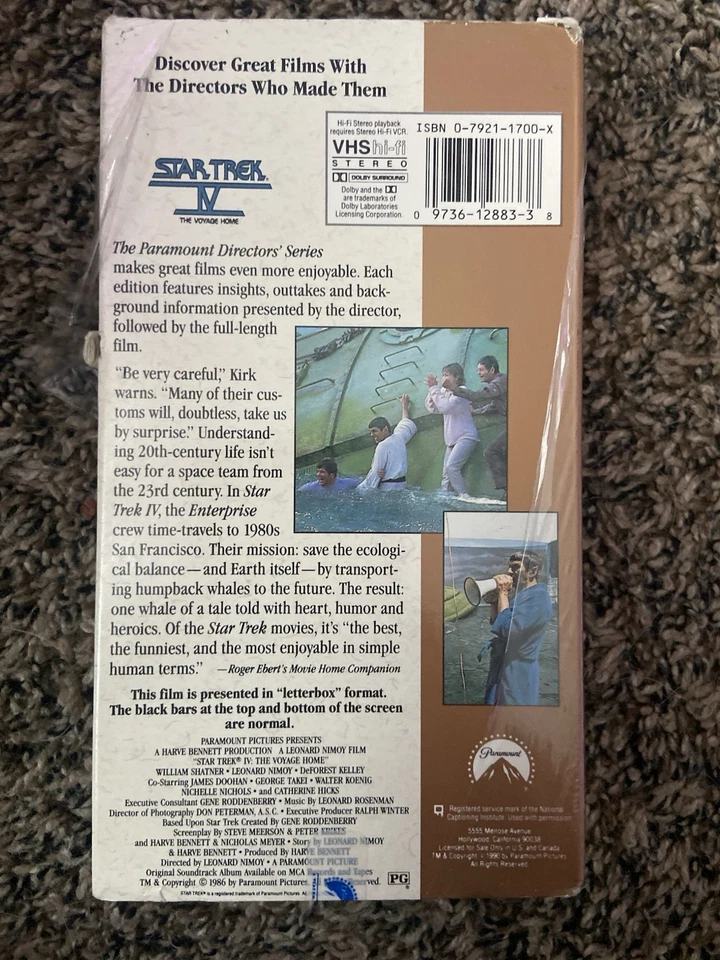 Discover Great Films With
The Directors Who Made Them
Hi-Fi Stereo playback
requires Stereo Hi-Fi VCR.
VHS hi-fi
STEREO
DOLBY SURROUND
Dolby and the
are trademarks of
Dolby Laboratories
Licensing Corporation.
ISBN 0-7921-1700-X
0 9736-12883-3 8
STAR TREK
IV
THE VOYAGE HOME
The Paramount Directors' Series
makes great films even more enjoyable. Each
edition features insights, outtakes and back-
ground information presented by the director,
followed by the full-length
film.
“Be very careful,” Kirk
warns. “Many of their cus-
toms will, doubtless, take us
by surprise.” Understand-
ing 20th-century life isn't
easy for a space team from
the 23rd century. In Star
Trek IV, the Enterprise
crew time-travels to 1980s
San Francisco. Their mission: save the ecologi-
cal balance—and Earth itself—by transport-
ing humpback whales to the future. The result:
one whale of a tale told with heart, humor and
heroics. Of the Star Trek movies, it's “the best,
the funniest, and the most enjoyable in simple
human terms.” —Roger Ebert's Movie Home Companion
This film is presented in “letterbox” format.
The black bars at the top and bottom of the screen
are normal.
PARAMOUNT PICTURES PRESENTS
A HARVE BENNETT PRODUCTION A LEONARD NIMOY FILM
“STAR TREK® IV: THE VOYAGE HOME”
WILLIAM SHATNER • LEONARD NIMOY • DeFOREST KELLEY
Co-Starring JAMES DOOHAN • GEORGE TAKEI • WALTER KOENIG
NICHELLE NICHOLS • and CATHERINE HICKS
Executive Consultant GENE RODDENBERRY • Music By LEONARD ROSENMAN
Director of Photography DON PETERMAN, A.S.C. • Executive Producer RALPH WINTER
Based Upon Star Trek Created By GENE RODDENBERRY
Screenplay By STEVE MEERSON & PETER KRIKES
and HARVE BENNETT & NICHOLAS MEYER • Story by LEONARD NIMOY
& HARVE BENNETT • Produced By HARVE BENNETT
Directed by LEONARD NIMOY • A PARAMOUNT PICTURE
Original Soundtrack Album Available on MCA Records and Tapes
TM & Copyright © 1986 by Paramount Pictures. All Reserved.
PG
STAR TREK® is a registered trademark of Paramount Pictures.
Paramount
Registered service mark of the National
Captioning Institute. Used with permission
5555 Melrose Avenue
Hollywood, California 90038
Licensed for Sale Only in U.S. and Canada
TM & Copyright © 1990 by Paramount Pictures
All Rights Reserved.